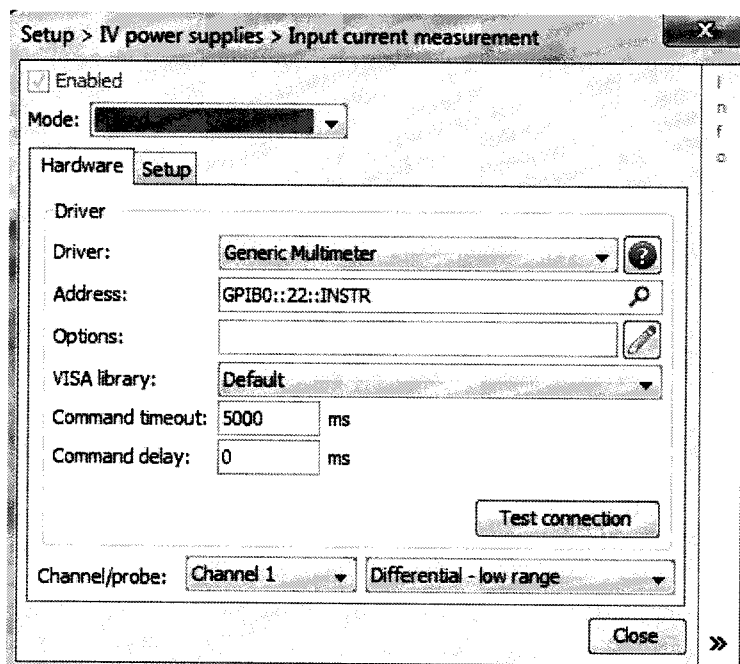 Setup > IV power supplies > Input current measurement
x
Enabled
Mode:
Hardware Setup
Driver
Driver: Generic Multimeter ?
Address: GPIB0::22::INSTR
Options:
VISA library: Default
Command timeout: 5000 ms
Command delay: 0 ms
Test connection
Channel/probe: Channel 1 Differential - low range
Close »
I
n
f
o